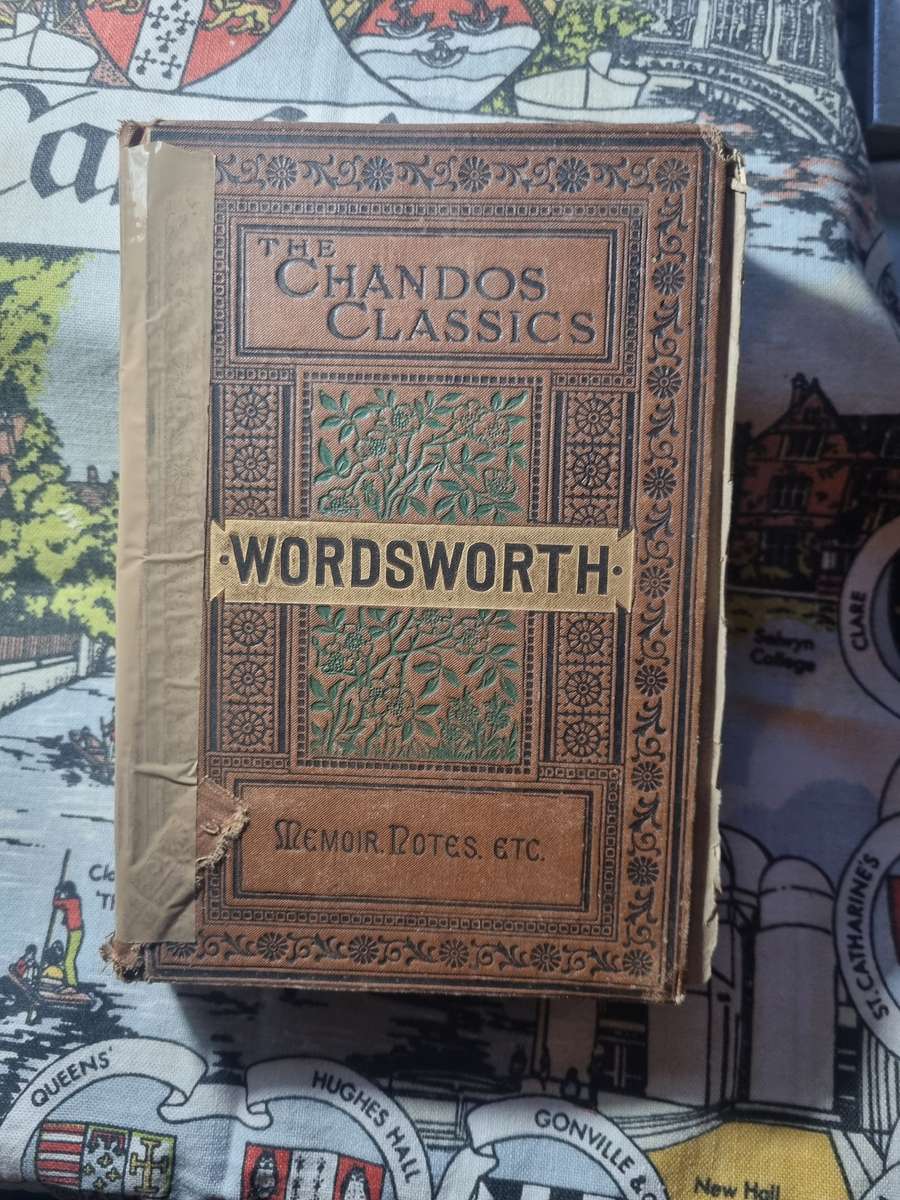 THE
CHANDOS
CLASSICS
·WORDSWORTH·
MEMOIR. NOTES. ETC.
Selwyn
College
CLARE
ST. CATHARINE'S
QUEENS'
HUGHES HALL
GONVILLE &
New Hall